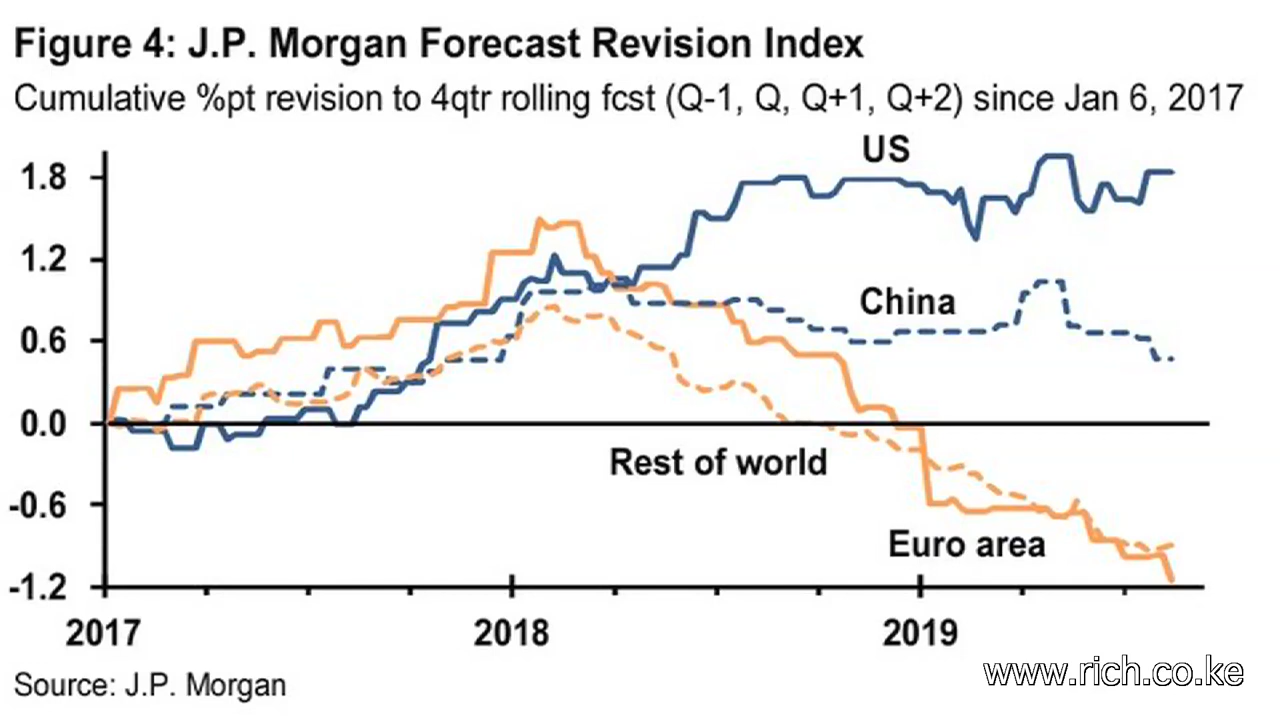 Figure 4: J.P. Morgan Forecast Revision Index
Cumulative %pt revision to 4qtr rolling fcst (Q-1, Q, Q+1, Q+2) since Jan 6, 2017
US
1.8
1.2
China
0.6
0.0
Rest of world
-0.6
Euro area
-1.2
2017 2018 2019
www.rich.co.ke
Source: J.P. Morgan